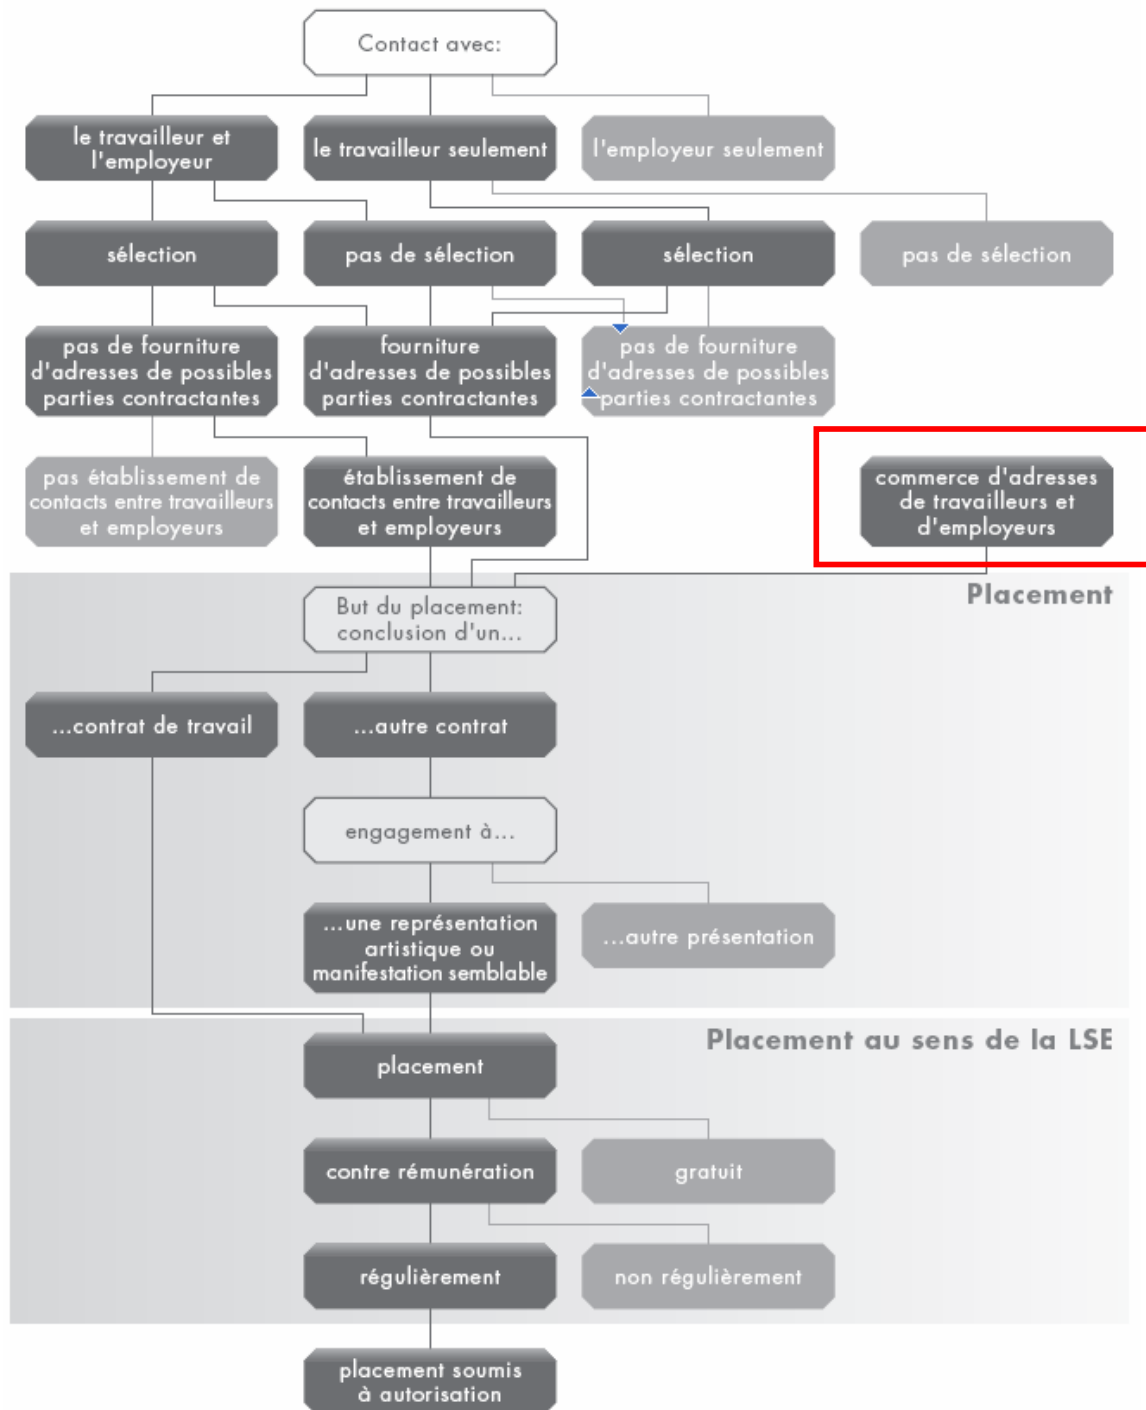 Contact avec:
le travailleur et
l'employeur
le travailleur seulement
l'employeur seulement
sélection
pas de sélection
sélection
pas de sélection
pas de fourniture
d'adresses de possibles
parties contractantes
fourniture
d'adresses de possibles
parties contractantes
pas de fourniture
d'adresses de possibles
parties contractantes
pas établissement de
contacts entre travailleurs
et employeurs
établissement de
contacts entre travailleurs
et employeurs
commerce d'adresses
de travailleurs et
d'employeurs
Placement
But du placement:
conclusion d'un...
...contrat de travail
...autre contrat
engagement à...
...une représentation
artistique ou
manifestation semblable
...autre présentation
Placement au sens de la LSE
placement
contre rémunération
gratuit
régulièrement
non régulièrement
placement soumis
à autorisation